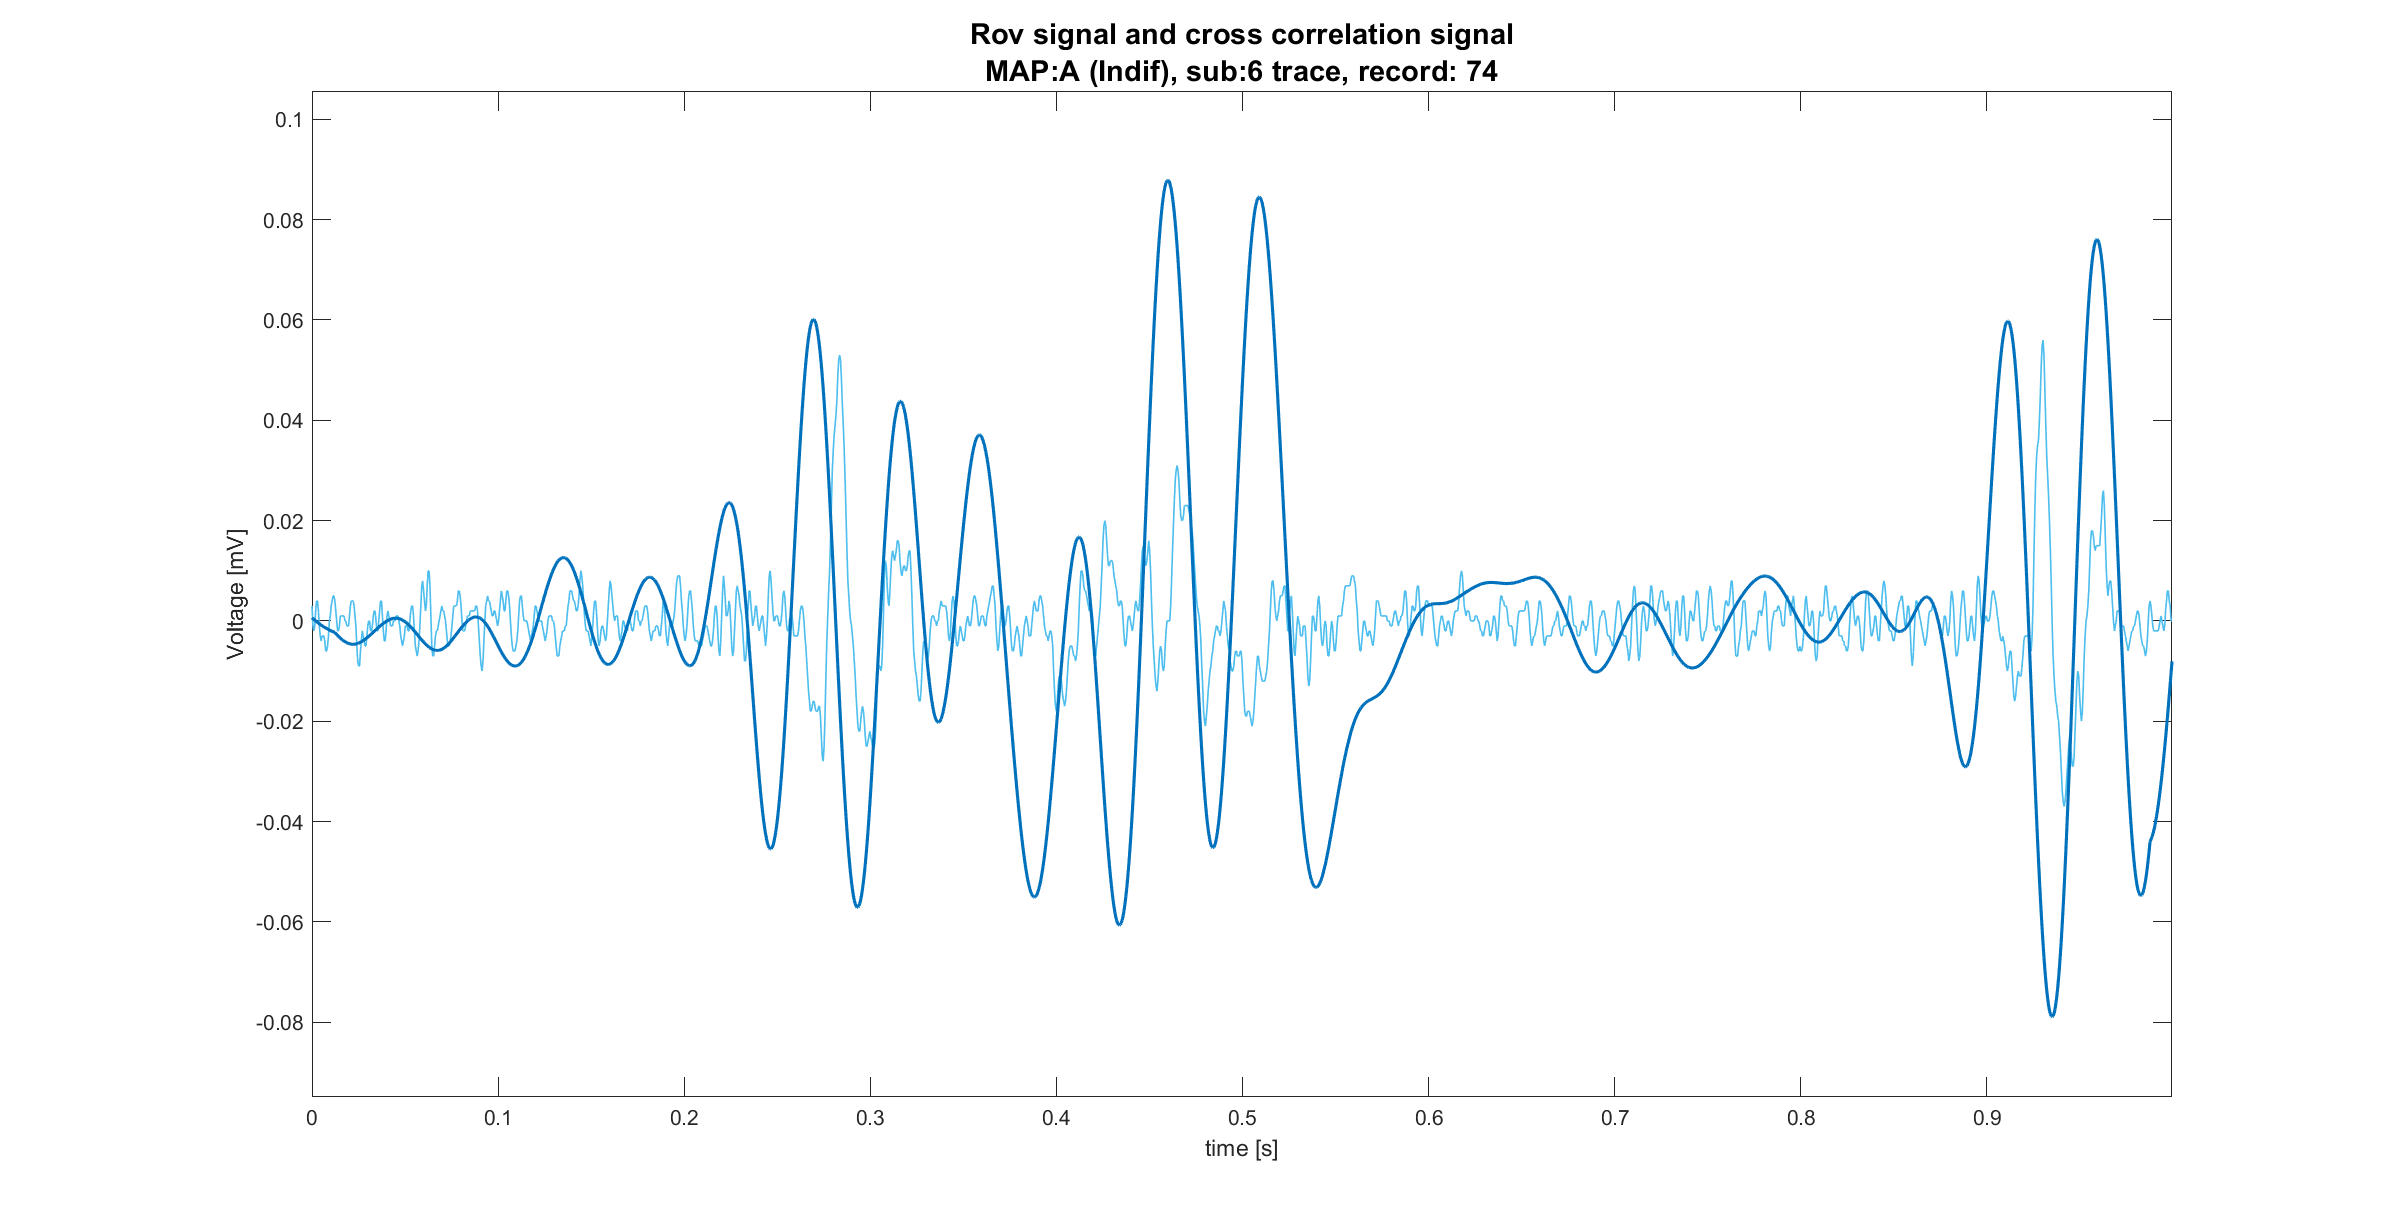 Rov signal and cross correlation signal
MAP:A (Indif), sub:6 trace, record: 74
0.1
0.08
0.06
0.04
0.02
0
-0.02
-0.04
-0.06
-0.08
Voltage [mV]
0 0.1 0.2 0.3 0.4 0.5 0.6 0.7 0.8 0.9
time [s]